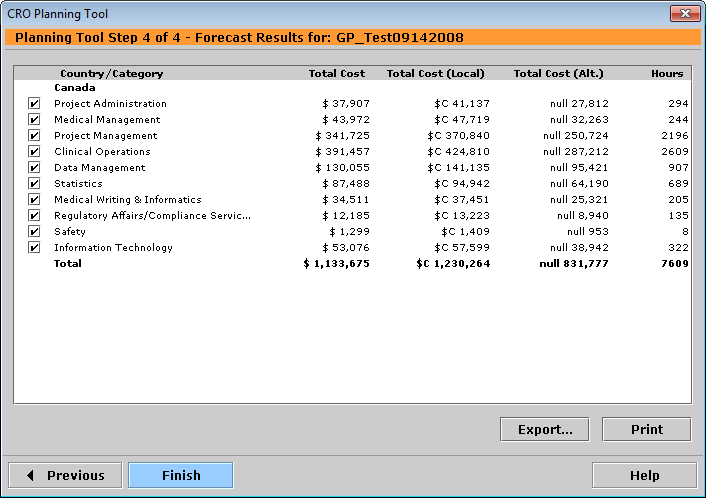 CRO Planning Tool
Planning Tool Step 4 of 4 - Forecast Results for: GP_Test09142008
Country/Category Total Cost Total Cost (Local) Total Cost (Alt.) Hours
Canada
Project Administration $ 37,907 $C 41,137 null 27,812 294
Medical Management $ 43,972 $C 47,719 null 32,263 244
Project Management $ 341,725 $C 370,840 null 250,724 2196
Clinical Operations $ 391,457 $C 424,810 null 287,212 2609
Data Management $ 130,055 $C 141,135 null 95,421 907
Statistics $ 87,488 $C 94,942 null 64,190 689
Medical Writing & Informatics $ 34,511 $C 37,451 null 25,321 205
Regulatory Affairs/Compliance Servic... $ 12,185 $C 13,223 null 8,940 135
Safety $ 1,299 $C 1,409 null 953 8
Information Technology $ 53,076 $C 57,599 null 38,942 322
Total $ 1,133,675 $C 1,230,264 null 831,777 7609
Export... Print
Previous Finish Help